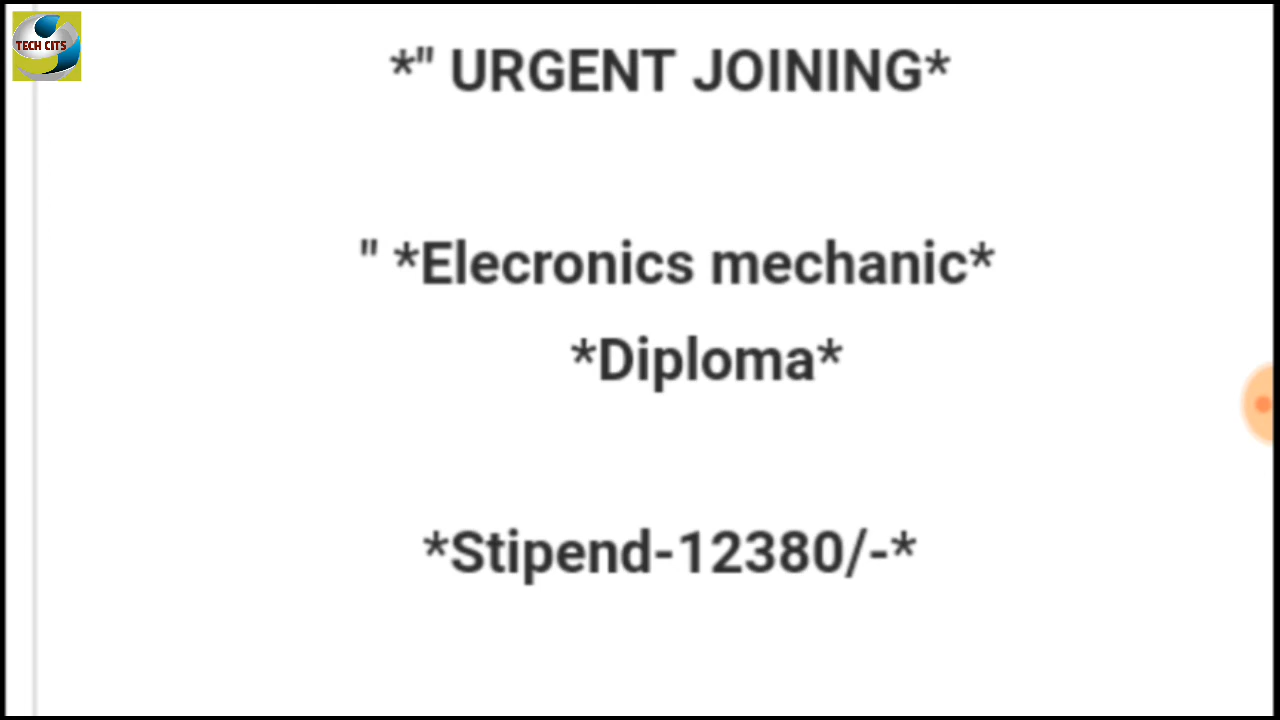 TECH CITS
*" URGENT JOINING*
" *Elecronics mechanic*
*Diploma*
*Stipend-12380/-*